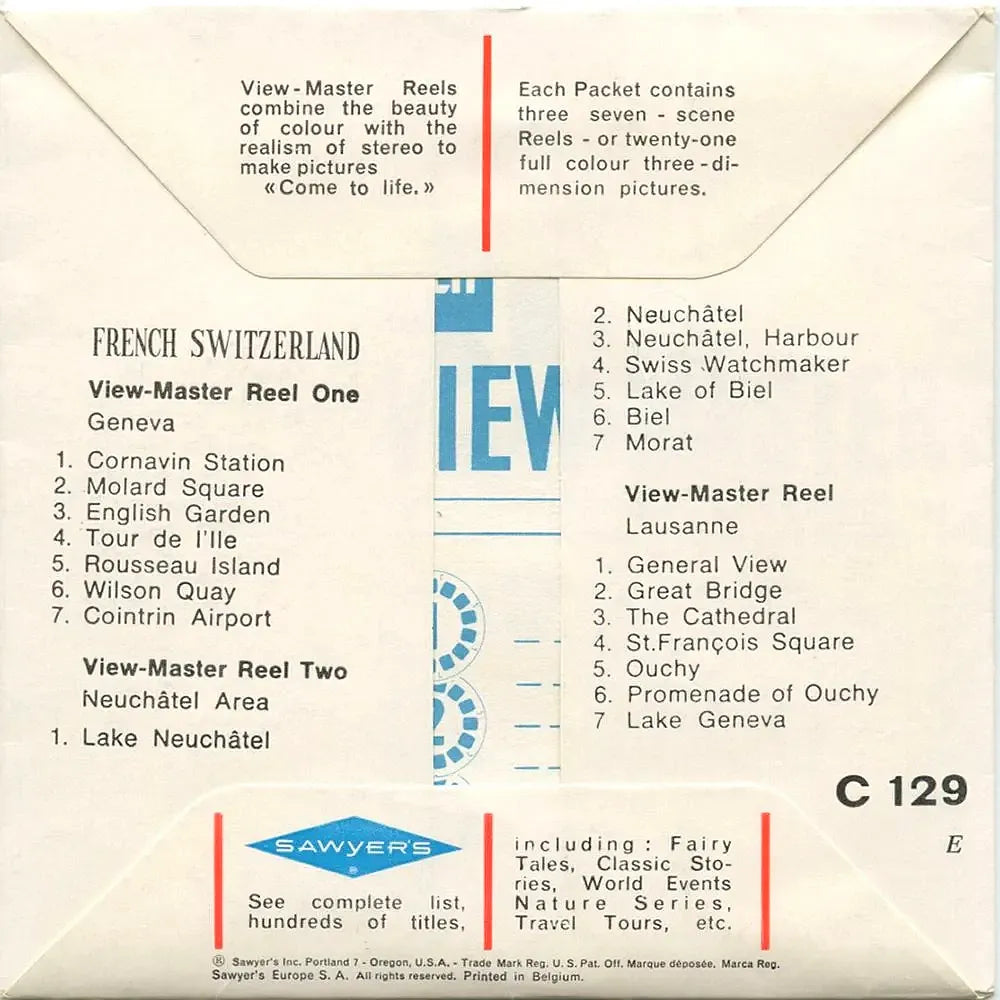 View-Master Reels
combine the beauty
of colour with the
realism of stereo to
make pictures
«Come to life.»
Each Packet contains
three seven - scene
Reels - or twenty-one
full colour three-di-
mension pictures.
FRENCH SWITZERLAND
View-Master Reel One
Geneva
1. Cornavin Station
2. Molard Square
3. English Garden
4. Tour de l'Ile
5. Rousseau Island
6. Wilson Quay
7. Cointrin Airport
View-Master Reel Two
Neuchâtel Area
1. Lake Neuchâtel
IEW
1
2
2. Neuchâtel
3. Neuchâtel, Harbour
4. Swiss Watchmaker
5. Lake of Biel
6. Biel
7 Morat
View-Master Reel
Lausanne
1. General View
2. Great Bridge
3. The Cathedral
4. St.François Square
5. Ouchy
6. Promenade of Ouchy
7 Lake Geneva
C 129
E
SAWYER'S
®
See complete list,
hundreds of titles,
including : Fairy
Tales, Classic Sto-
ries, World Events
Nature Series,
Travel Tours, etc.
® Sawyer's Inc. Portland 7 - Oregon, U.S.A. - Trade Mark Reg. U.S. Pat. Off. Marque déposée. Marca Reg.
Sawyer's Europe S. A. All rights reserved. Printed in Belgium.